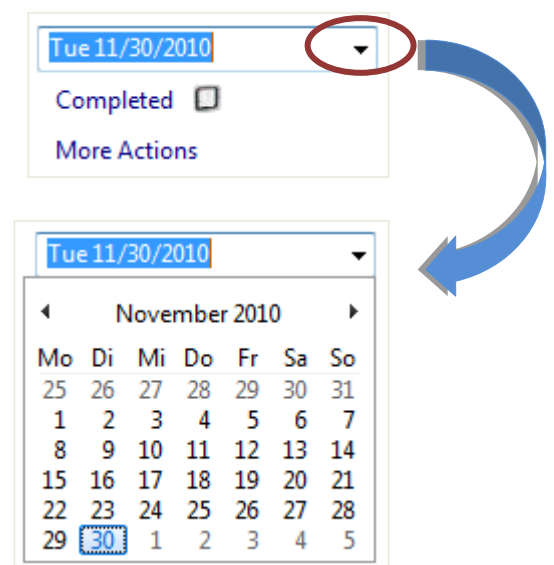 Tue 11/30/2010
Completed
More Actions
Tue 11/30/2010
November 2010
Mo Di Mi Do Fr Sa So
25 26 27 28 29 30 31
1 2 3 4 5 6 7
8 9 10 11 12 13 14
15 16 17 18 19 20 21
22 23 24 25 26 27 28
29 30 1 2 3 4 5